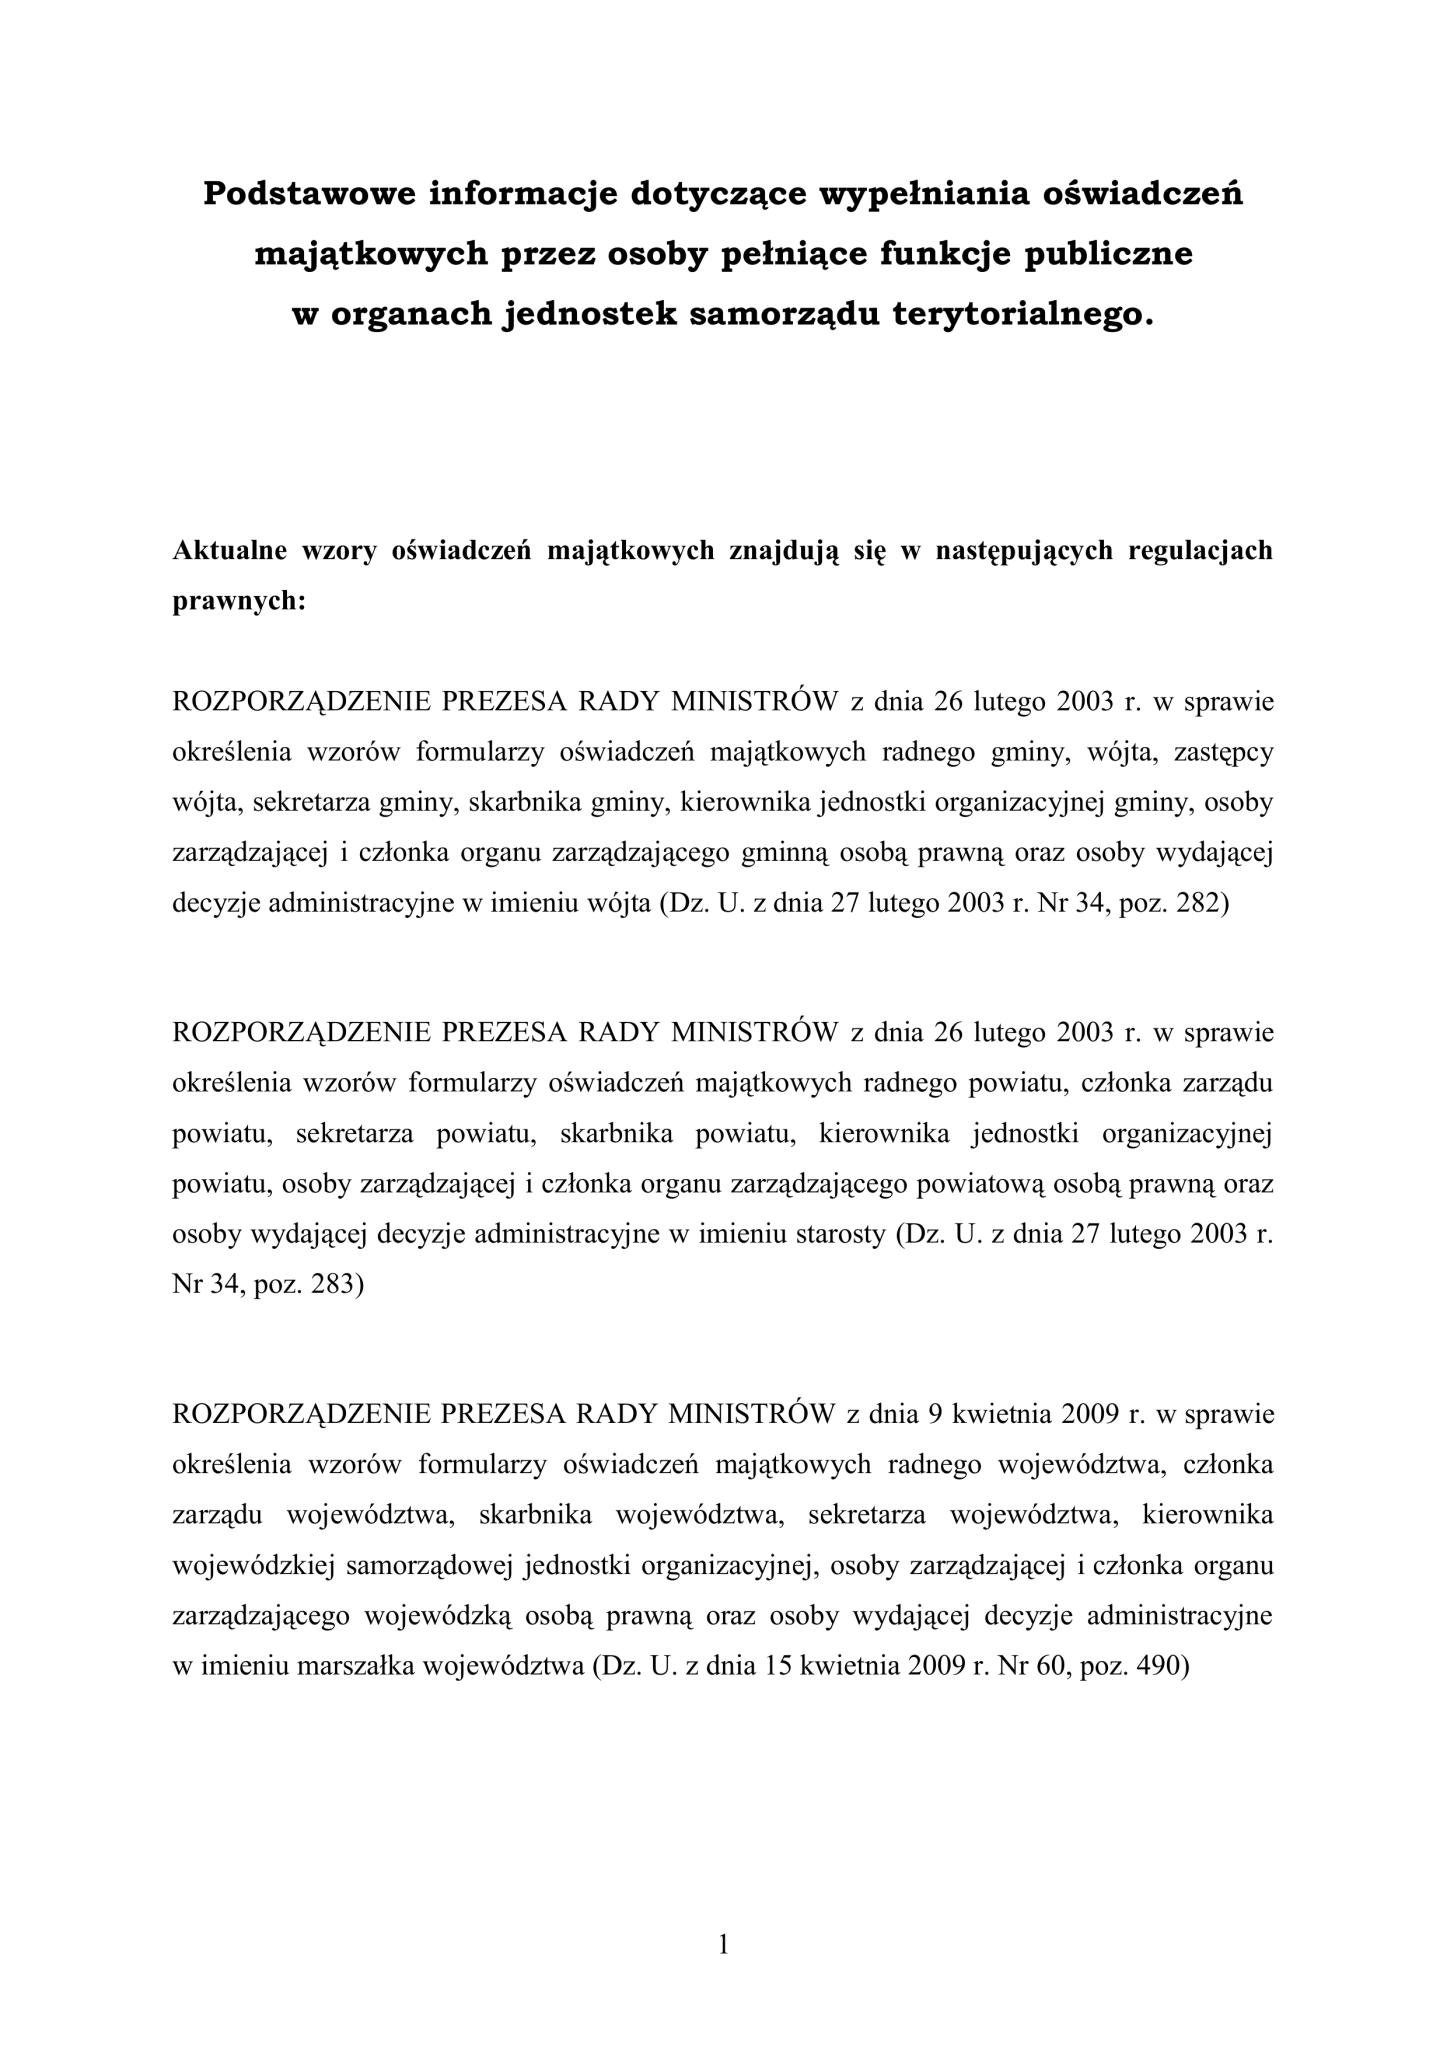 Podstawowe informacje dotyczące wypełniania oświadczeń
majątkowych przez osoby pełniące funkcje publiczne
w organach jednostek samorządu terytorialnego.
Aktualne wzory oświadczeń majątkowych znajdują się w następujących regulacjach
prawnych:
ROZPORZĄDZENIE PREZESA RADY MINISTRÓW z dnia 26 lutego 2003 r. w sprawie
określenia wzorów formularzy oświadczeń majątkowych radnego gminy, wójta, zastępcy
wójta, sekretarza gminy, skarbnika gminy, kierownika jednostki organizacyjnej gminy, osoby
zarządzającej i członka organu zarządzającego gminną osobą prawną oraz osoby wydającej
decyzje administracyjne w imieniu wójta (Dz. U. z dnia 27 lutego 2003 r. Nr 34, poz. 282)
ROZPORZĄDZENIE PREZESA RADY MINISTRÓW z dnia 26 lutego 2003 r. w sprawie
określenia wzorów formularzy oświadczeń majątkowych radnego powiatu, członka zarządu
powiatu, sekretarza powiatu, skarbnika powiatu, kierownika jednostki organizacyjnej
powiatu, osoby zarządzającej i członka organu zarządzającego powiatową osobą prawną oraz
osoby wydającej decyzje administracyjne w imieniu starosty (Dz. U. z dnia 27 lutego 2003 r.
Nr 34, poz. 283)
ROZPORZĄDZENIE PREZESA RADY MINISTRÓW z dnia 9 kwietnia 2009 r. w sprawie
określenia wzorów formularzy oświadczeń majątkowych radnego województwa, członka
zarządu województwa, skarbnika województwa, sekretarza województwa, kierownika
wojewódzkiej samorządowej jednostki organizacyjnej, osoby zarządzającej i członka organu
zarządzającego wojewódzką osobą prawną oraz osoby wydającej decyzje administracyjne
w imieniu marszałka województwa (Dz. U. z dnia 15 kwietnia 2009 r. Nr 60, poz. 490)
1